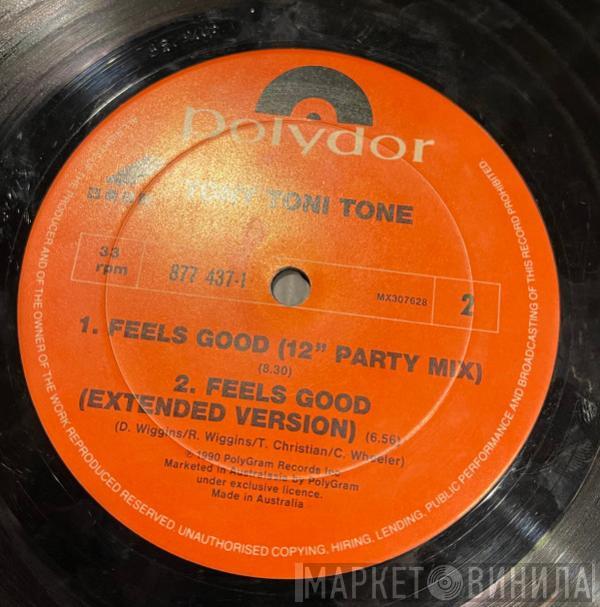 polydor
TONY TONI TONE
33
rpm
877 437-1
MX307628
2
1. FEELS GOOD (12" PARTY MIX)
(8.30)
2. FEELS GOOD
(EXTENDED VERSION) (6.56)
(D. Wiggins/R. Wiggins/T. Christian/C. Wheeler)
℗ 1990 PolyGram Records Inc
Marketed in Australasia by PolyGram
under exclusive licence.
Made in Australia
THE PRODUCER AND OF THE OWNER OF THE WORK REPRODUCED RESERVED. UNAUTHORISED COPYING, HIRING, LENDING, PUBLIC PERFORMANCE AND BROADCASTING OF THIS RECORD PROHIBITED
МАРКЕТ ВИНИЛА